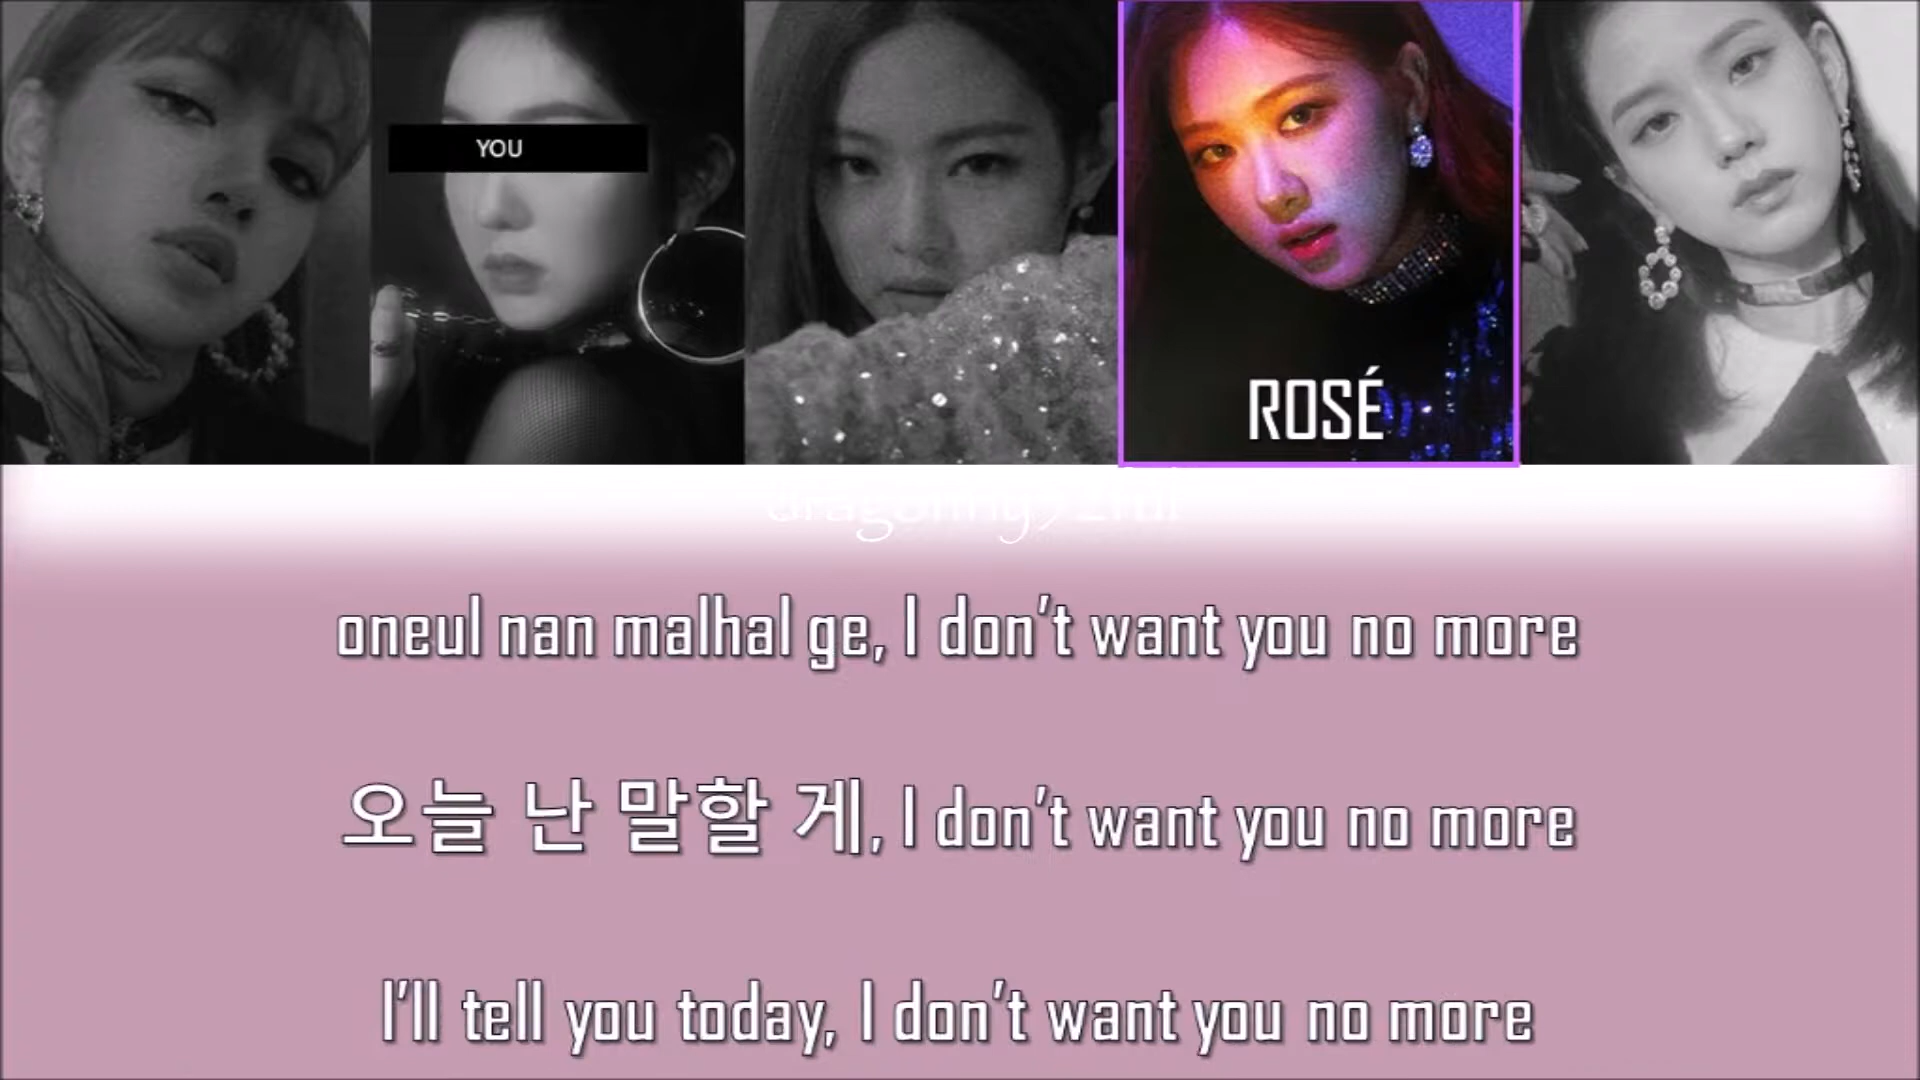 YOU
ROSÉ
oneul nan malhal ge, I don't want you no more
오늘 난 말할 게, I don't want you no more
I'll tell you today, I don't want you no more